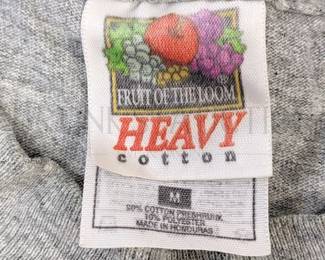 FRUIT OF THE LOOM
HEAVY
cotton
M
90% COTTON PRESHRUNK
10% POLYESTER
MADE IN HONDURAS